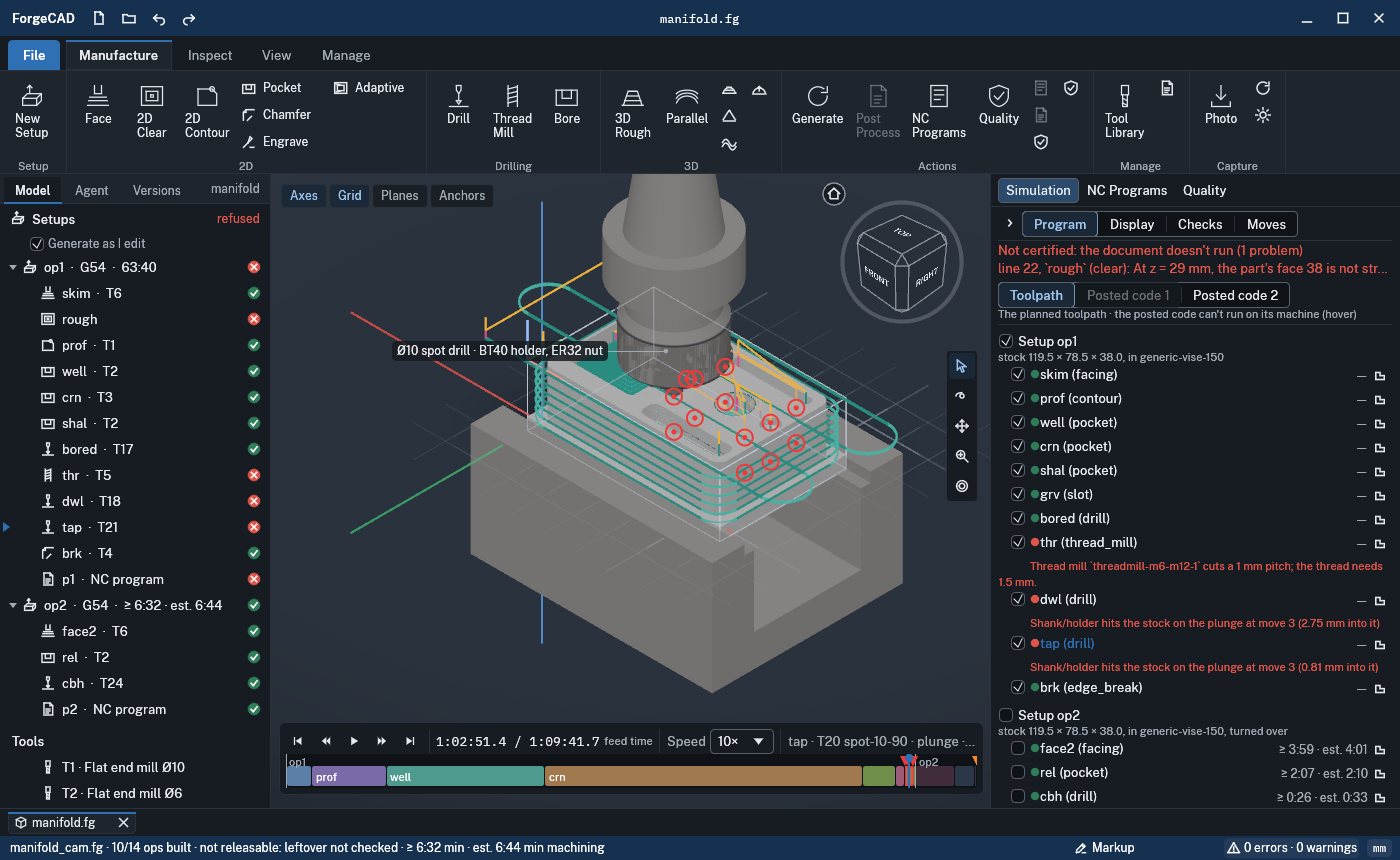 ForgeCAD
manifold.fg
File
Manufacture
Inspect
View
Manage
New Setup
Setup
Face
2D Clear
2D Contour
Pocket
Chamfer
Engrave
Adaptive
2D
Drill
Thread Mill
Bore
Drilling
3D Rough
Parallel
3D
Generate
Post Process
NC Programs
Quality
Actions
Tool Library
Manage
Photo
Capture
Model
Agent
Versions
manifold
Setups
refused
Generate as I edit
op1 · G54 · 63:40
skim · T6
rough
prof · T1
well · T2
crn · T3
shal · T2
bored · T17
thr · T5
dwl · T18
tap · T21
brk · T4
p1 · NC program
op2 · G54 · ≥ 6:32 · est. 6:44
face2 · T6
rel · T2
cbh · T24
p2 · NC program
Tools
T1 · Flat end mill Ø10
T2 · Flat end mill Ø6
Axes
Grid
Planes
Anchors
TOP
FRONT
RIGHT
Ø10 spot drill · BT40 holder, ER32 nut
1:02:51.4 / 1:09:41.7 feed time
Speed
10×
tap · T20 spot-10-90 · plunge ·...
op1
op2
prof
well
crn
Simulation
NC Programs
Quality
Program
Display
Checks
Moves
Not certified: the document doesn't run (1 problem)
line 22, `rough` (clear): At z = 29 mm, the part's face 38 is not str...
Toolpath
Posted code 1
Posted code 2
The planned toolpath · the posted code can't run on its machine (hover)
Setup op1
stock 119.5 × 78.5 × 38.0, in generic-vise-150
skim (facing) –
prof (contour) –
well (pocket) –
crn (pocket) –
shal (pocket) –
grv (slot) –
bored (drill) –
thr (thread_mill) –
Thread mill `threadmill-m6-m12-1` cuts a 1 mm pitch; the thread needs
1.5 mm.
dwl (drill) –
Shank/holder hits the stock on the plunge at move 3 (2.75 mm into it)
tap (drill) –
Shank/holder hits the stock on the plunge at move 3 (0.81 mm into it)
brk (edge_break) –
Setup op2
stock 119.5 × 78.5 × 38.0, in generic-vise-150, turned over
face2 (facing) ≥ 3:59 · est. 4:01
rel (pocket) ≥ 2:07 · est. 2:10
cbh (drill) ≥ 0:26 · est. 0:33
manifold.fg
manifold_cam.fg · 10/14 ops built · not releasable: leftover not checked · ≥ 6:32 min · est. 6:44 min machining
Markup
0 errors · 0 warnings
mm